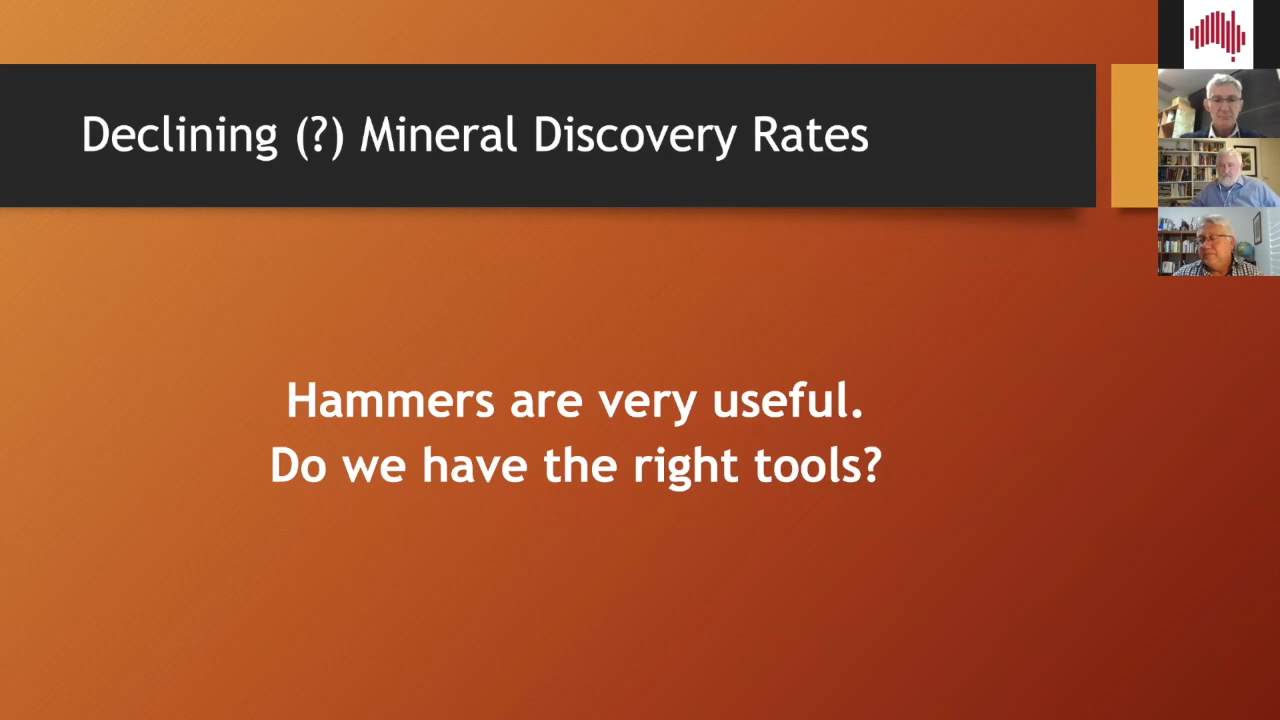 Declining (?) Mineral Discovery Rates
Hammers are very useful.
Do we have the right tools?